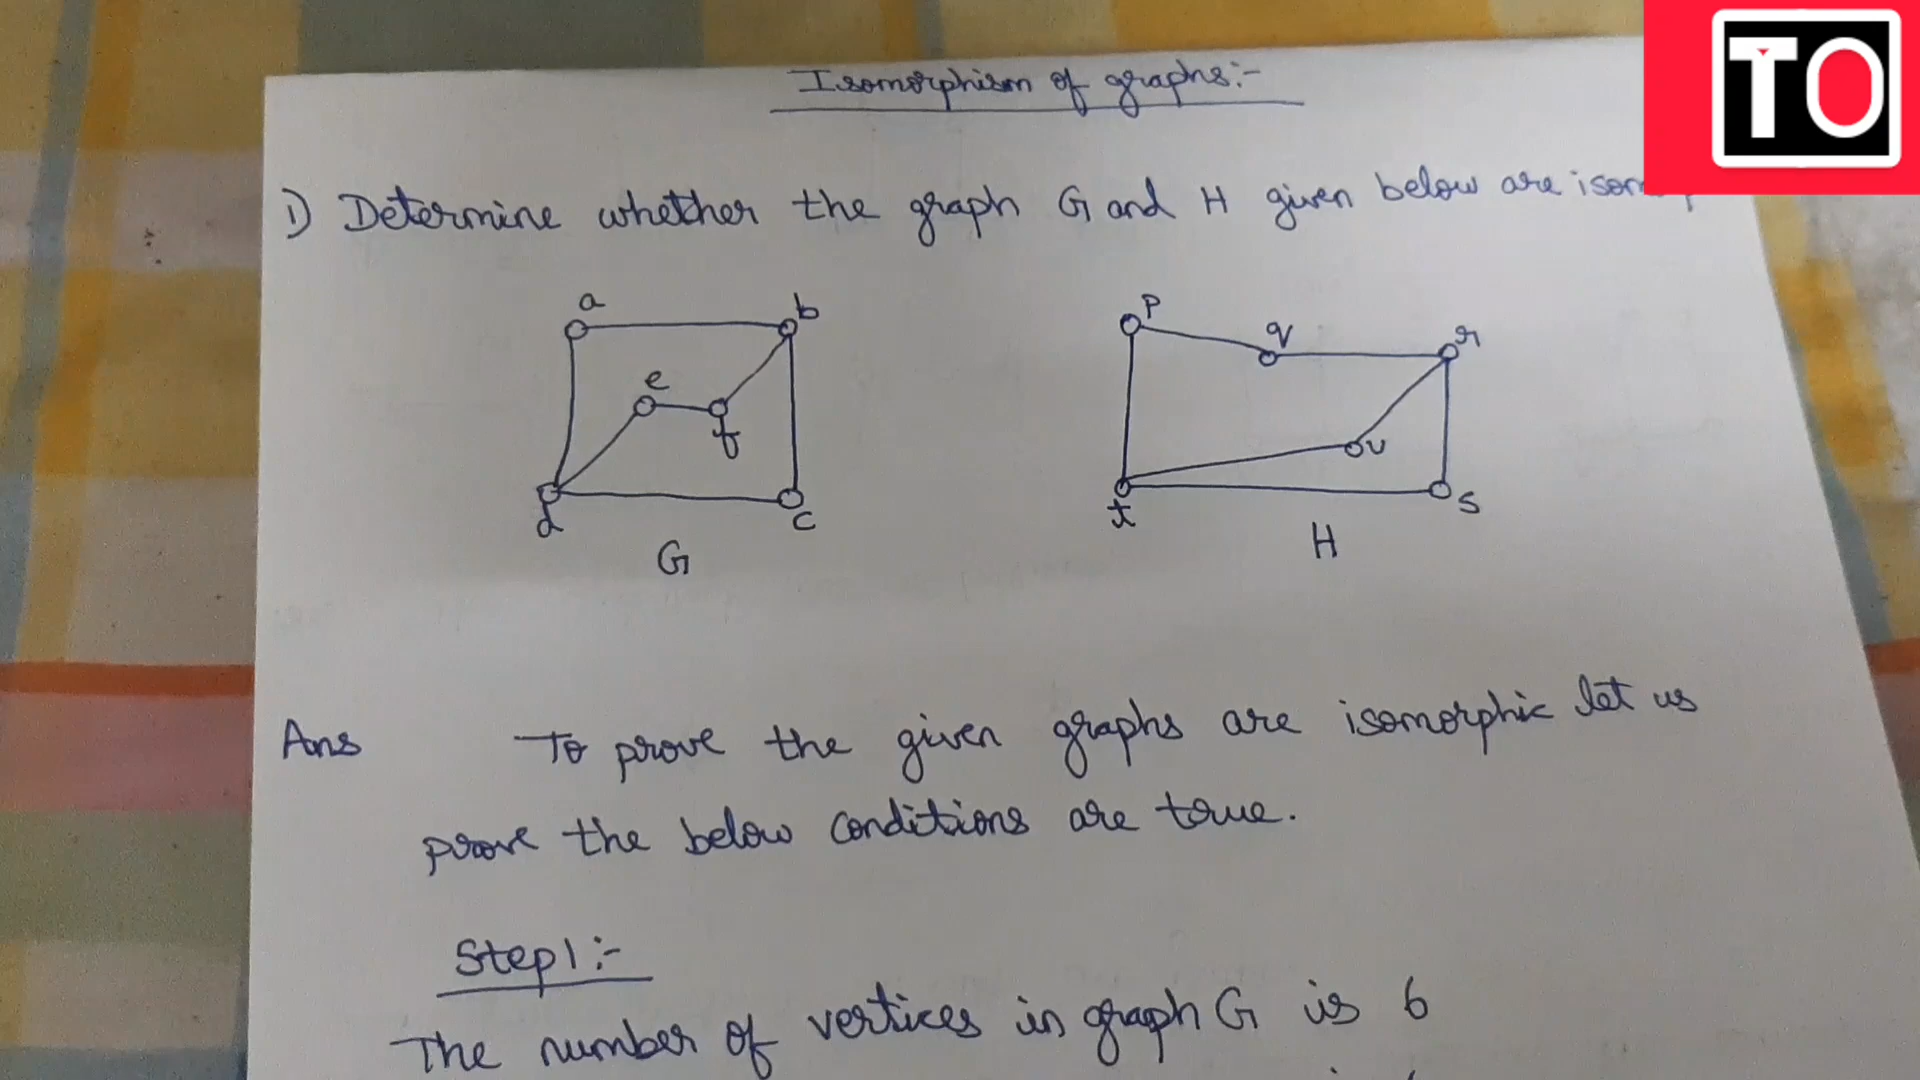 TO
Isomorphism of graphs:-
1) Determine whether the graph G and H given below are
a b
e
f
d c
G
p
q r
u
t s
H
Ans To prove the given graphs are isomorphic let us
prove the below conditions are true.
Step1:-
The number of vertices in graph G is 6